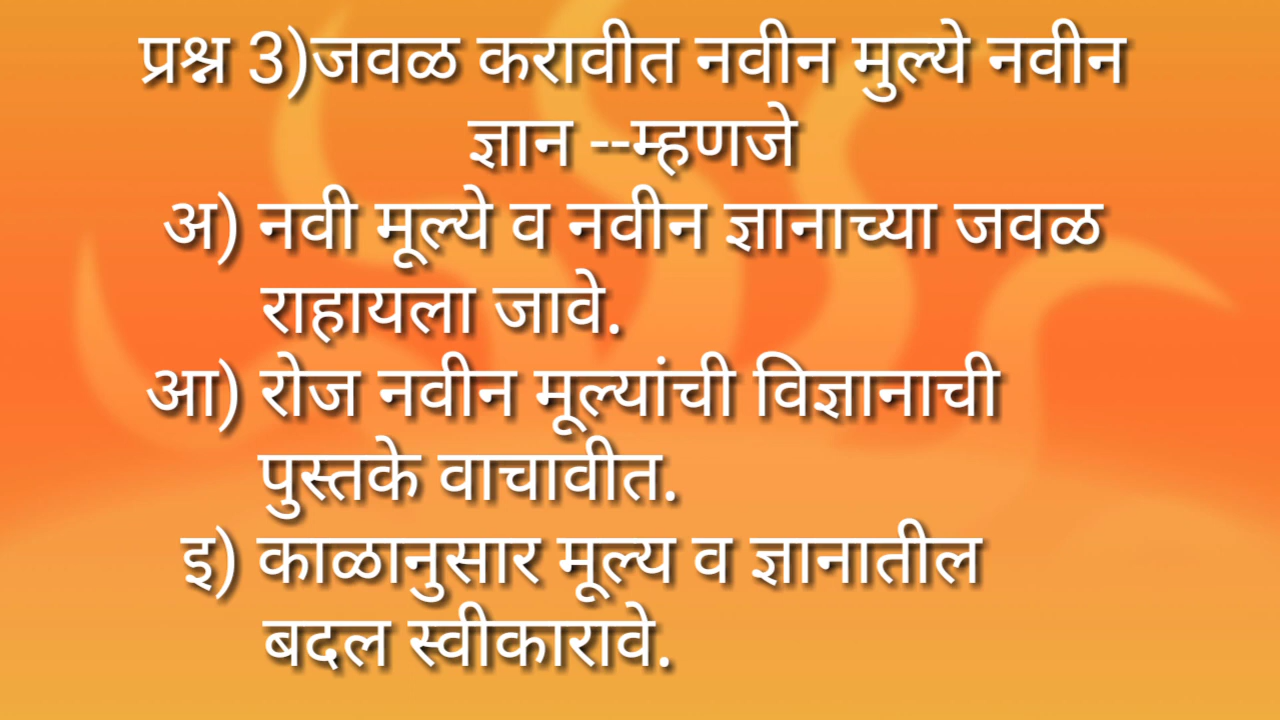 प्रश्न 3)जवळ करावीत नवीन मुल्ये नवीन
ज्ञान --म्हणजे
अ) नवी मूल्ये व नवीन ज्ञानाच्या जवळ
राहायला जावे.
आ) रोज नवीन मूल्यांची विज्ञानाची
पुस्तके वाचावीत.
इ) काळानुसार मूल्य व ज्ञानातील
बदल स्वीकारावे.